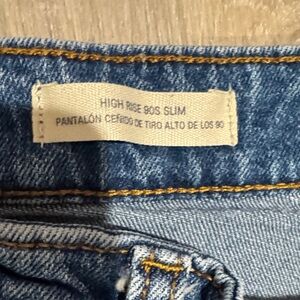 HIGH RISE 90S SLIM
PANTALÓN CEÑIDO DE TIRO ALTO DE LOS 90